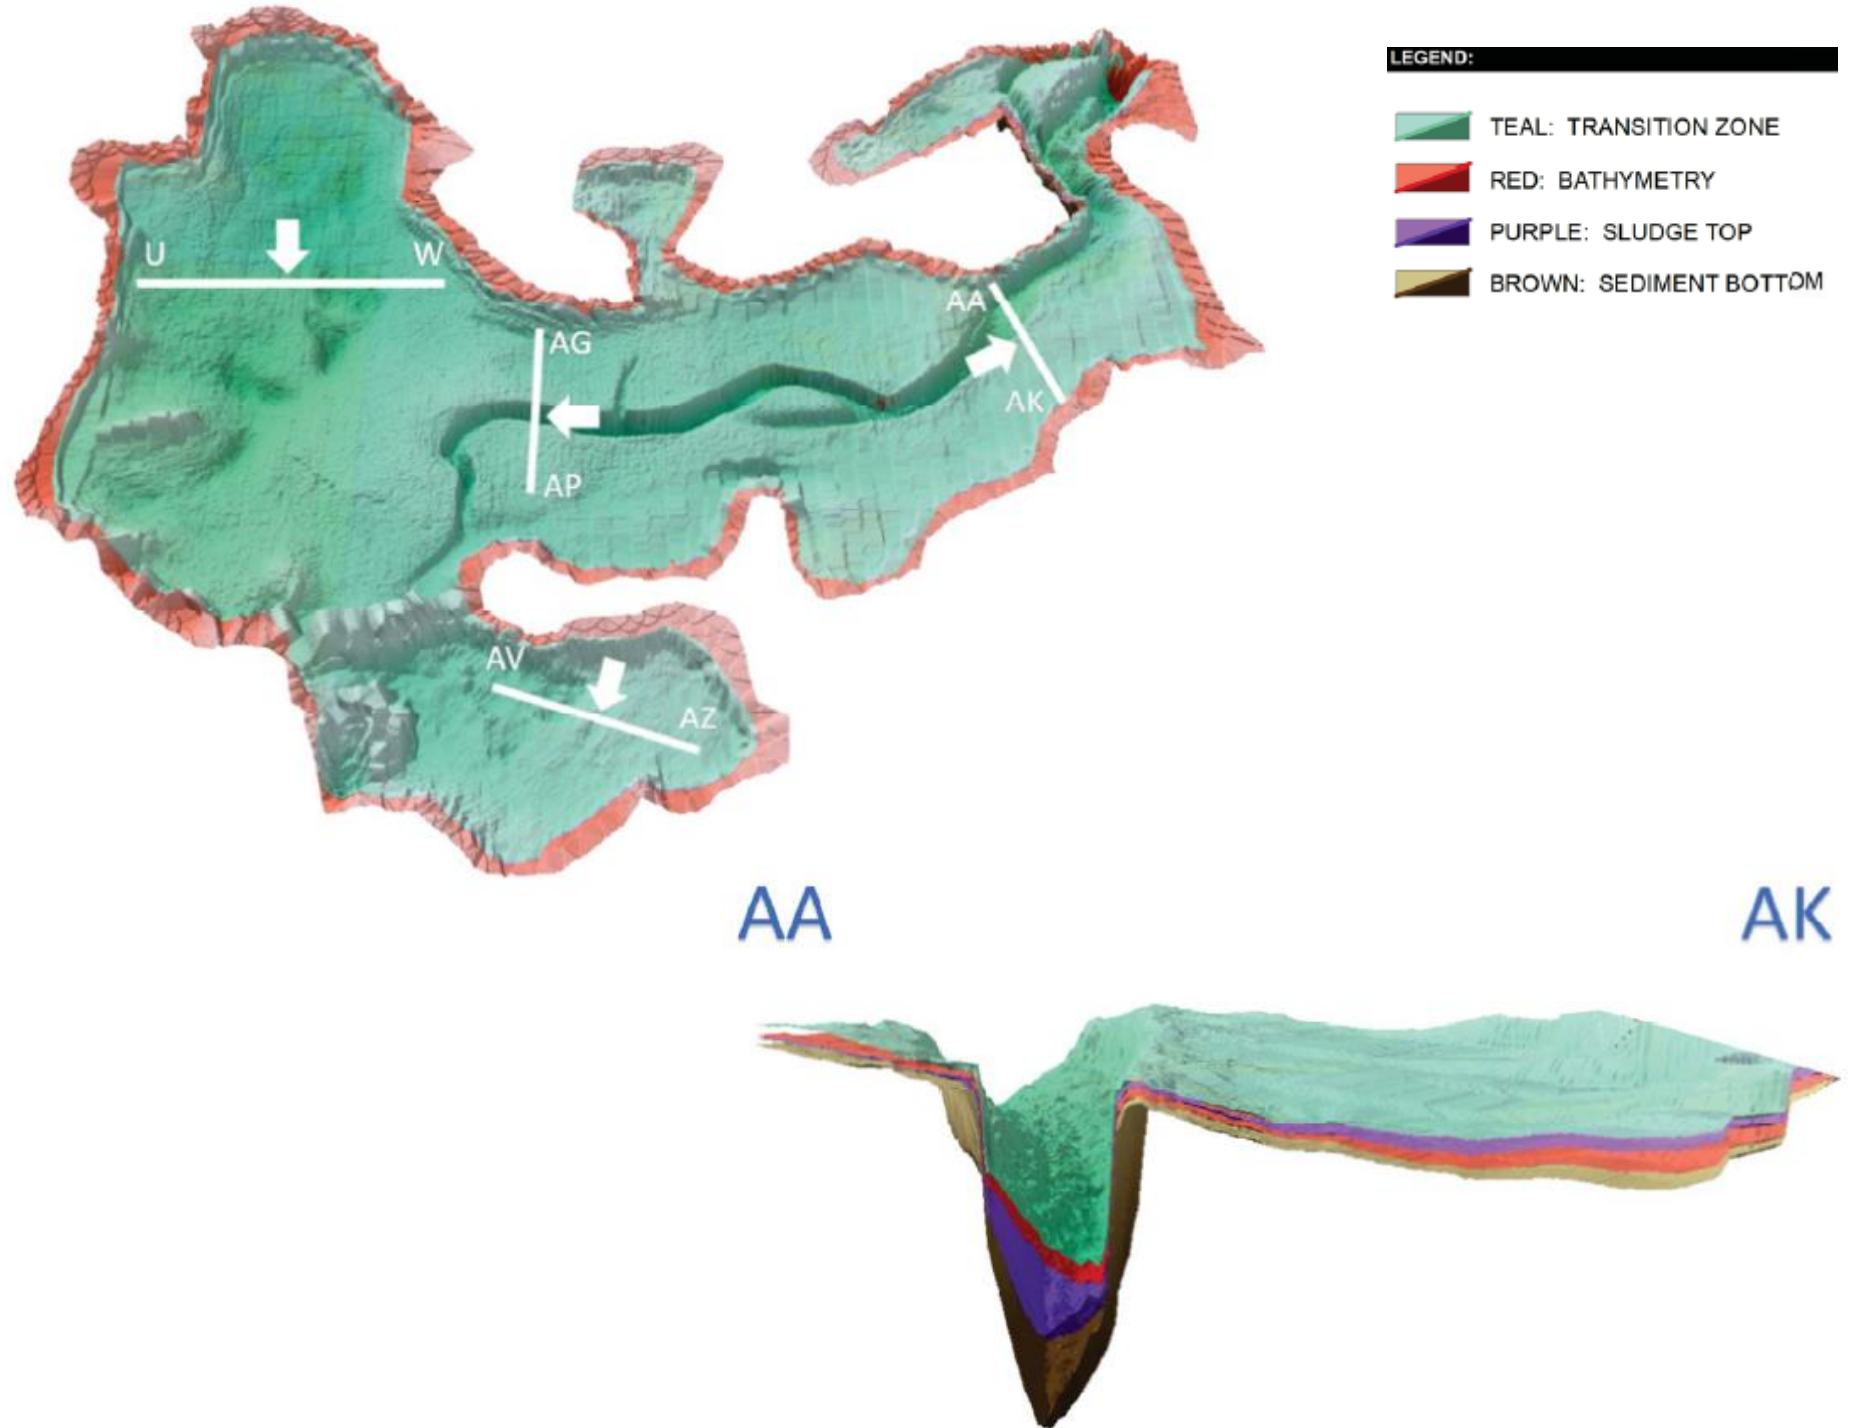 LEGEND:
TEAL: TRANSITION ZONE
RED: BATHYMETRY
PURPLE: SLUDGE TOP
BROWN: SEDIMENT BOTTOM
U
W
AG
AP
AA
AK
AV
AZ
AA
AK